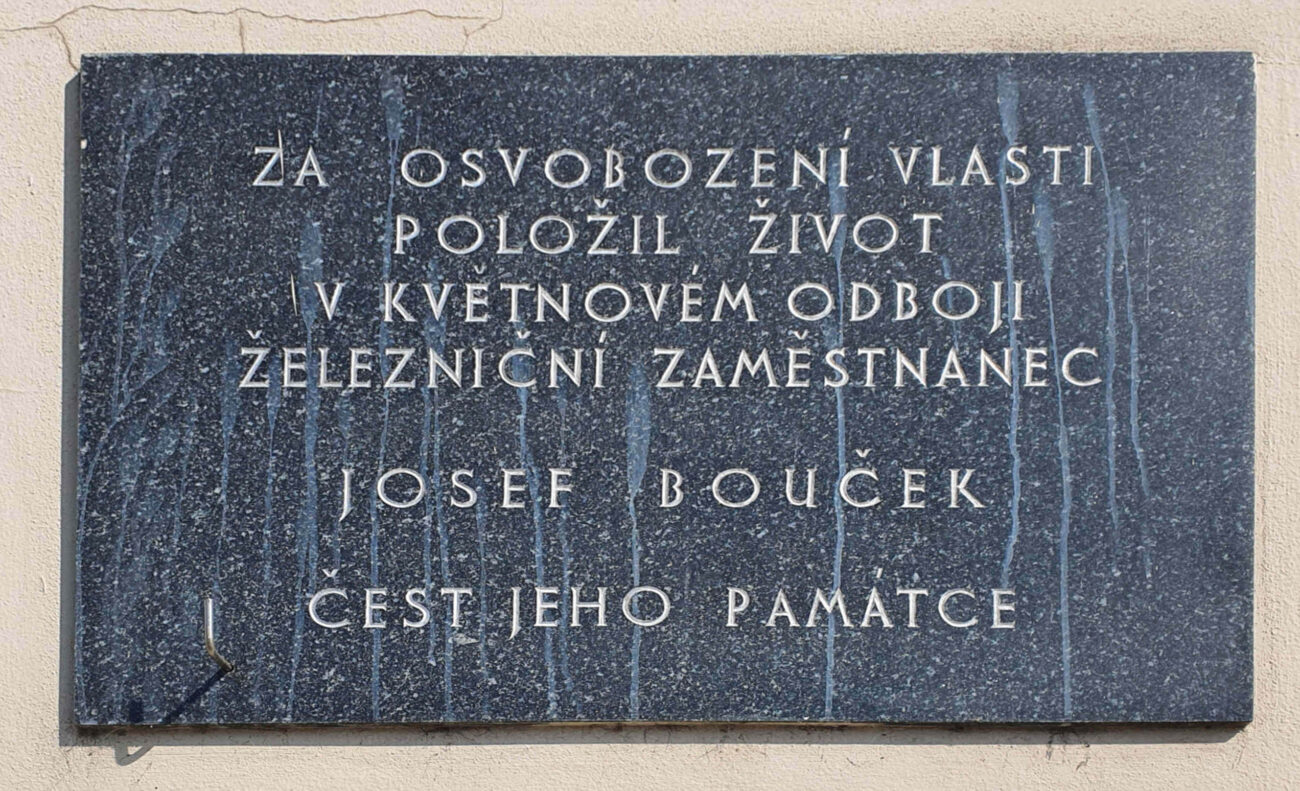 ZA OSVOBOZENÍ VLASTI
POLOŽIL ŽIVOT
V KVĚTNOVÉM ODBOJI
ŽELEZNIČNÍ ZAMĚSTNANEC
JOSEF BOUČEK
ČEST JEHO PAMÁTCE